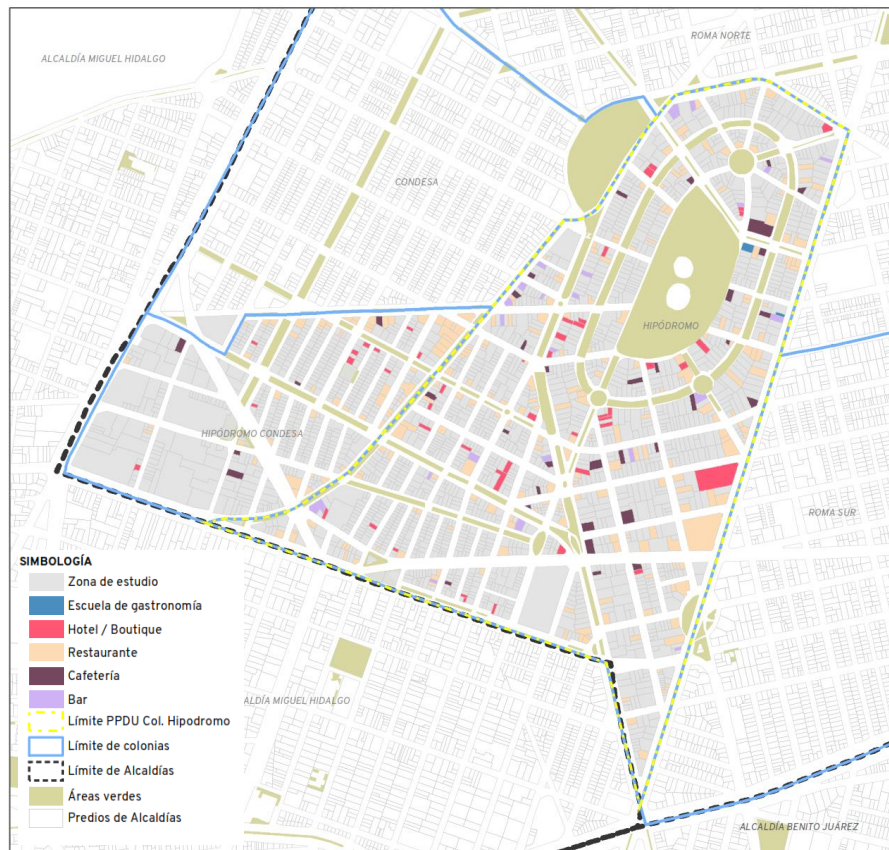 ROMA NORTE
ALCALDÍA MIGUEL HIDALGO
CONDESA
HIPÓDROMO
HIPÓDROMO CONDESA
ROMA SUR
SIMBOLOGÍA
Zona de estudio
Escuela de gastronomía
Hotel / Boutique
Restaurante
Cafetería
Bar
Límite PPDU Col. Hipodromo
Límite de colonias
Límite de Alcaldías
Áreas verdes
Predios de Alcaldías
ALDÍA MIGUEL HIDALGO
ALCALDÍA BENITO JUÁREZ